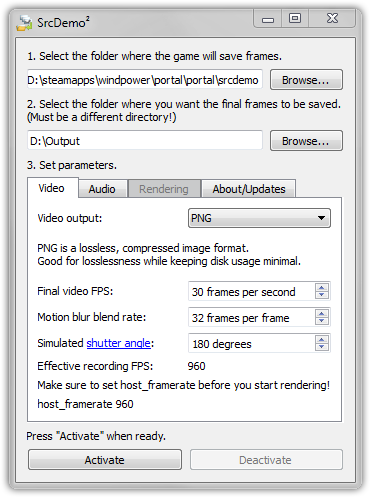 SrcDemo²
1. Select the folder where the game will save frames.
D:\steamapps\windpower\portal\portal\srcdemo
Browse...
2. Select the folder where you want the final frames to be saved.
(Must be a different directory!)
D:\Output
Browse...
3. Set parameters.
Video Audio Rendering About/Updates
Video output: PNG
PNG is a lossless, compressed image format.
Good for losslessness while keeping disk usage minimal.
Final video FPS: 30 frames per second
Motion blur blend rate: 32 frames per frame
Simulated shutter angle: 180 degrees
Effective recording FPS: 960
Make sure to set host_framerate before you start rendering!
host_framerate 960
Press "Activate" when ready.
Activate Deactivate